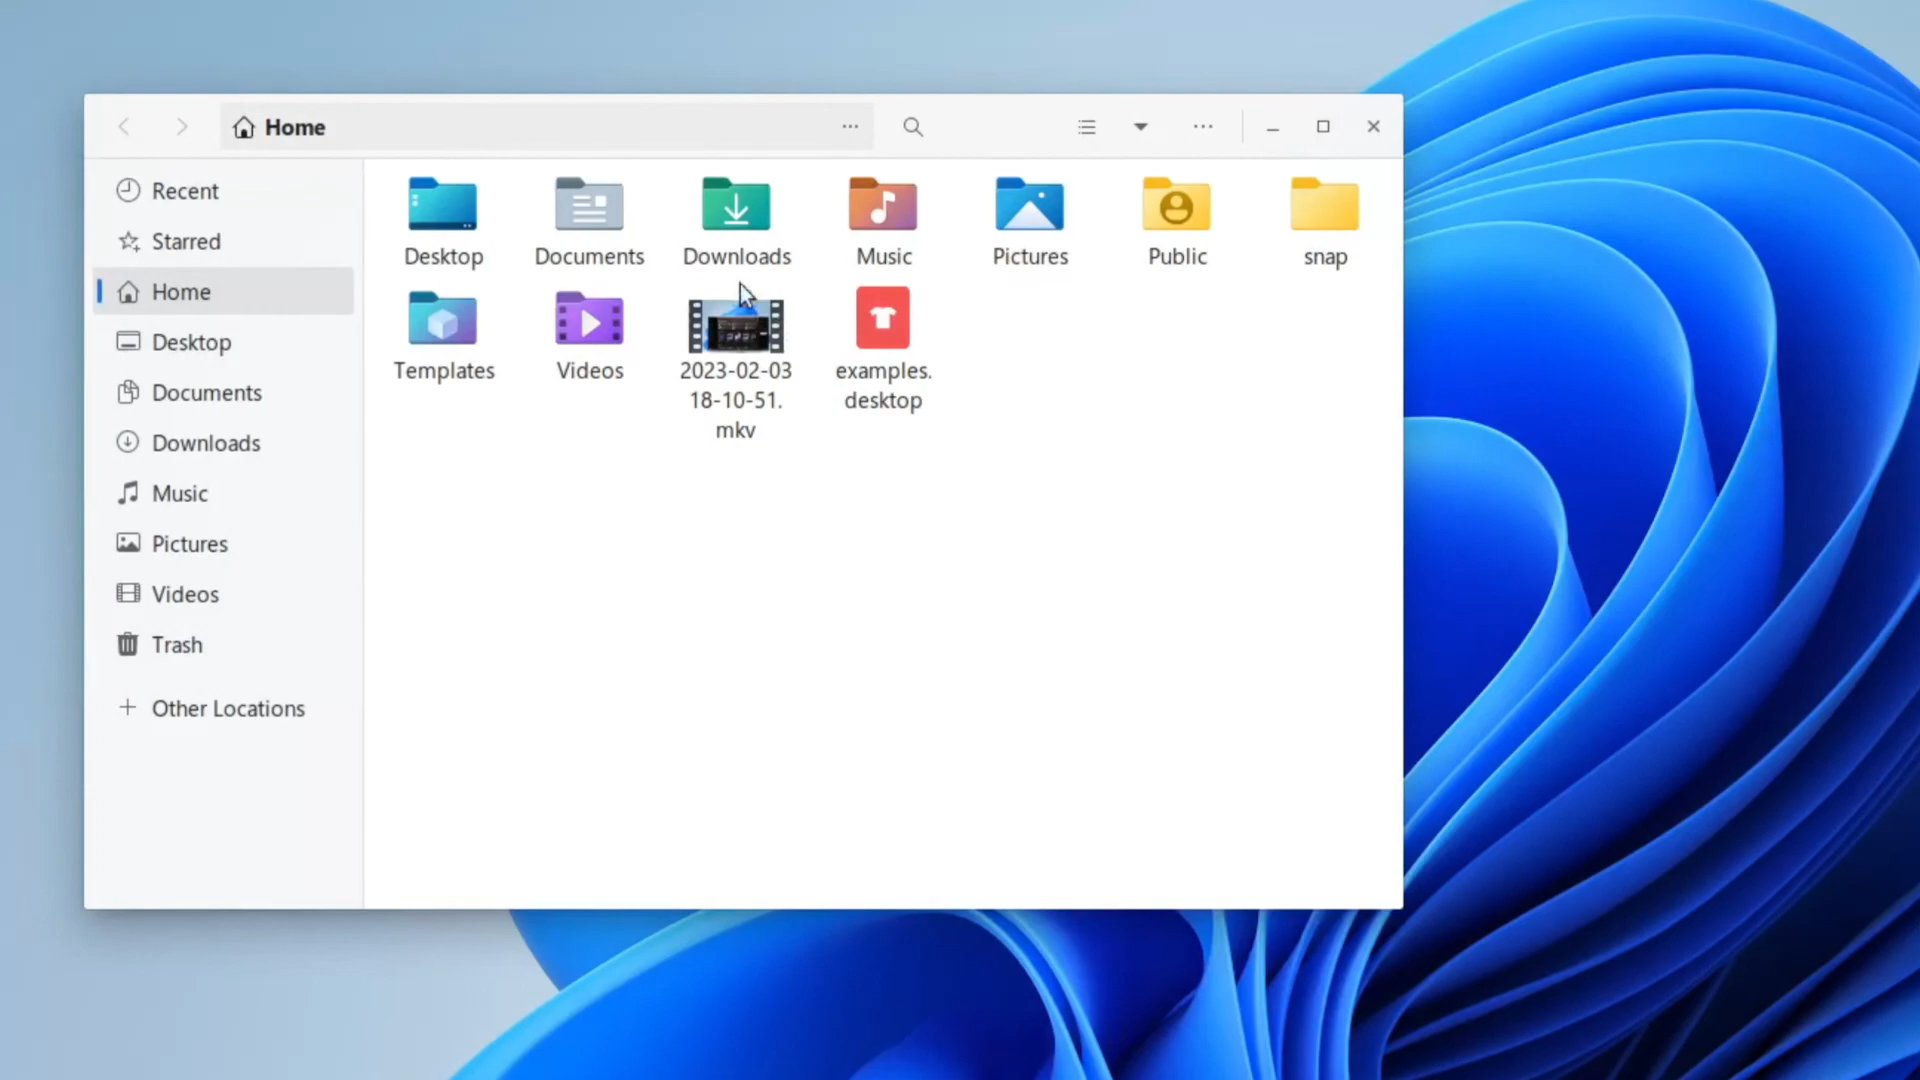 Home
Recent
Starred
Home
Desktop
Documents
Downloads
Music
Pictures
Videos
Trash
Other Locations
Desktop
Documents
Downloads
Music
Pictures
Public
snap
Templates
Videos
2023-02-03
18-10-51.
mkv
examples.
desktop